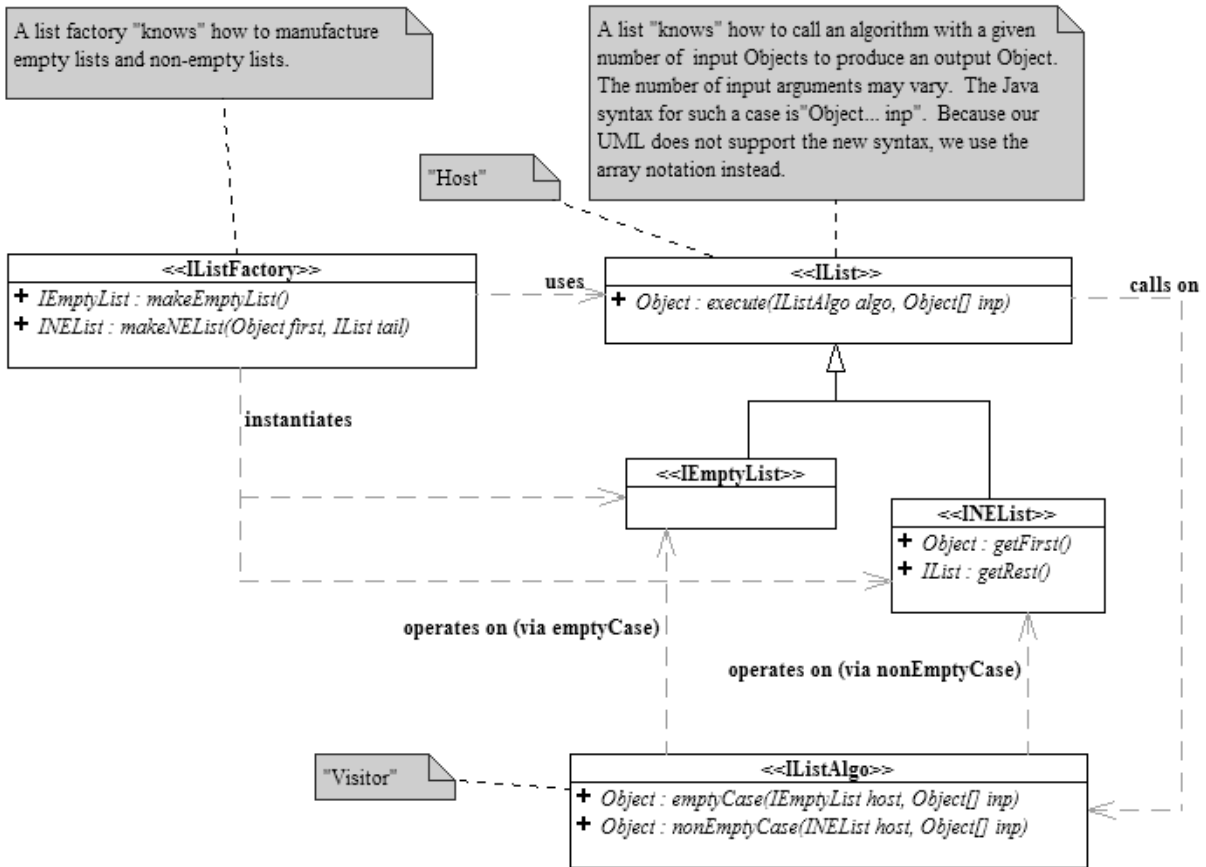 A list factory "knows" how to manufacture
empty lists and non-empty lists.
A list "knows" how to call an algorithm with a given
number of input Objects to produce an output Object.
The number of input arguments may vary. The Java
syntax for such a case is"Object... inp". Because our
UML does not support the new syntax, we use the
array notation instead.
"Host"
<<IListFactory>>
+ IEmptyList : makeEmptyList()
+ INEList : makeNEList(Object first, IList tail)
uses
<<IList>>
+ Object : execute(IListAlgo algo, Object[] inp)
calls on
instantiates
<<IEmptyList>>
<<INEList>>
+ Object : getFirst()
+ IList : getRest()
operates on (via emptyCase)
operates on (via nonEmptyCase)
"Visitor"
<<IListAlgo>>
+ Object : emptyCase(IEmptyList host, Object[] inp)
+ Object : nonEmptyCase(INEList host, Object[] inp)